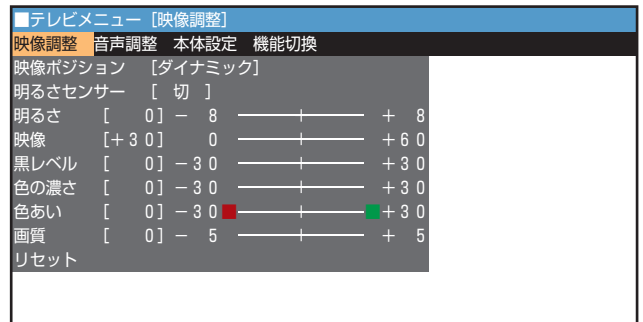 ■テレビメニュー［映像調整］
映像調整 音声調整 本体設定 機能切換
映像ポジション ［ダイナミック］
明るさセンサー ［ 切 ］
明るさ ［ 0］－ 8 ＋ 8
映像 ［＋３０］ 0 ＋６０
黒レベル ［ 0］－３０ ＋３０
色の濃さ ［ 0］－３０ ＋３０
色あい ［ 0］－３０ ＋３０
画質 ［ 0］－ 5 ＋ 5
リセット